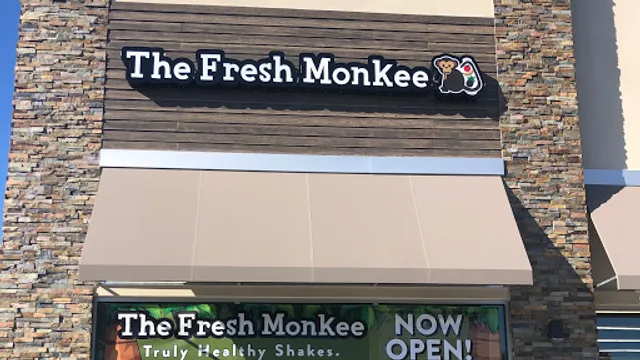 The Fresh Monkee
The Fresh Monkee
Truly Healthy Shakes.
NOW
OPEN!